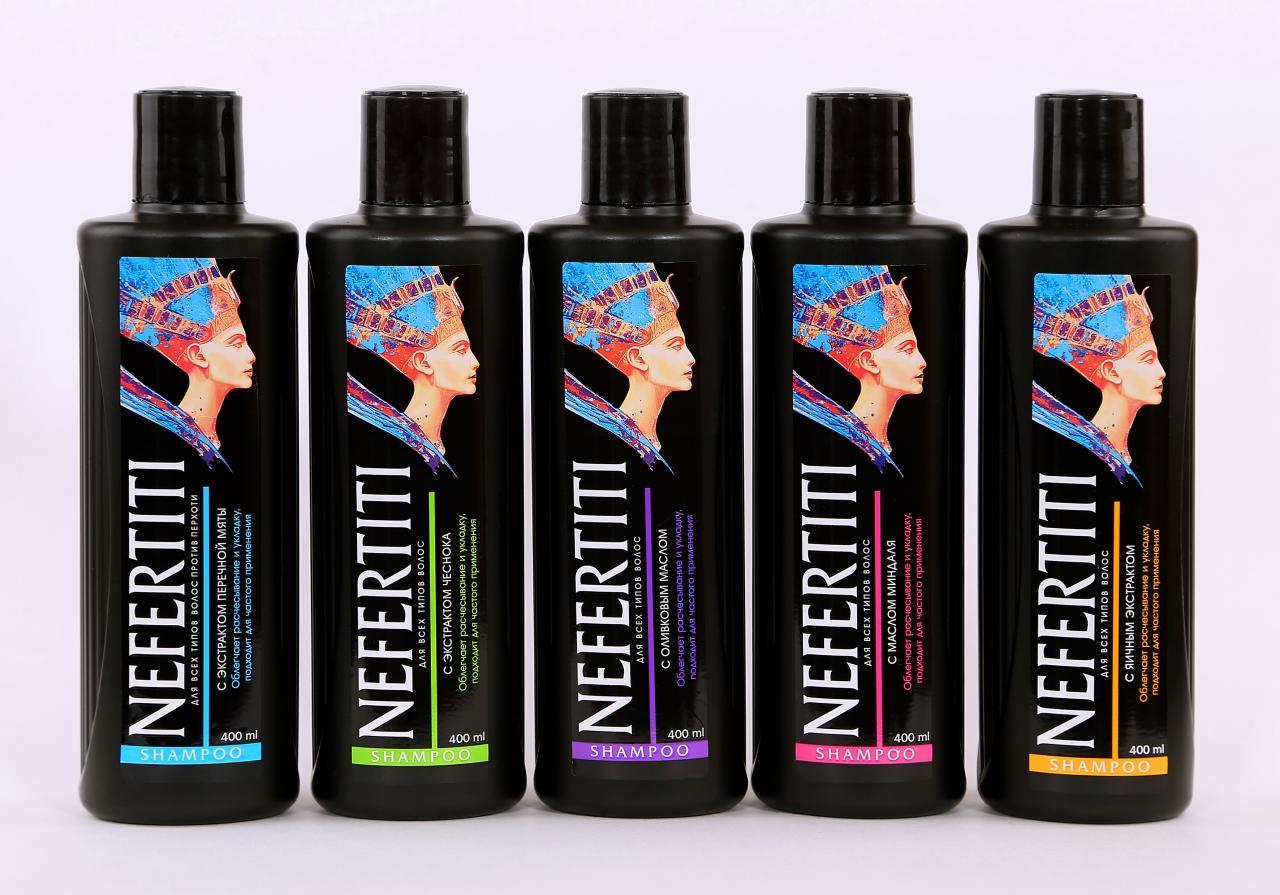 NEFERTITI
ДЛЯ ВСЕХ ТИПОВ ВОЛОС ПРОТИВ ПЕРХОТИ
С ЭКСТРАКТОМ ПЕРЕЧНОЙ МЯТЫ
Облегчает расчесывание и укладку,
подходит для частого применения
400 ml
SHAMPOO
NEFERTITI
ДЛЯ ВСЕХ ТИПОВ ВОЛОС
С ЭКСТРАКТОМ ЧЕСНОКА
Облегчает расчесывание и укладку,
подходит для частого применения
400 ml
SHAMPOO
NEFERTITI
ДЛЯ ВСЕХ ТИПОВ ВОЛОС
С ОЛИВКОВЫМ МАСЛОМ
Облегчает расчесывание и укладку,
подходит для частого применения
400 ml
SHAMPOO
NEFERTITI
ДЛЯ ВСЕХ ТИПОВ ВОЛОС
С МАСЛОМ МИНДАЛЯ
Облегчает расчесывание и укладку,
подходит для частого применения
400 ml
SHAMPOO
NEFERTITI
ДЛЯ ВСЕХ ТИПОВ ВОЛОС
С ЯИЧНЫМ ЭКСТРАКТОМ
Облегчает расчесывание и укладку,
подходит для частого применения
400 ml
SHAMPOO